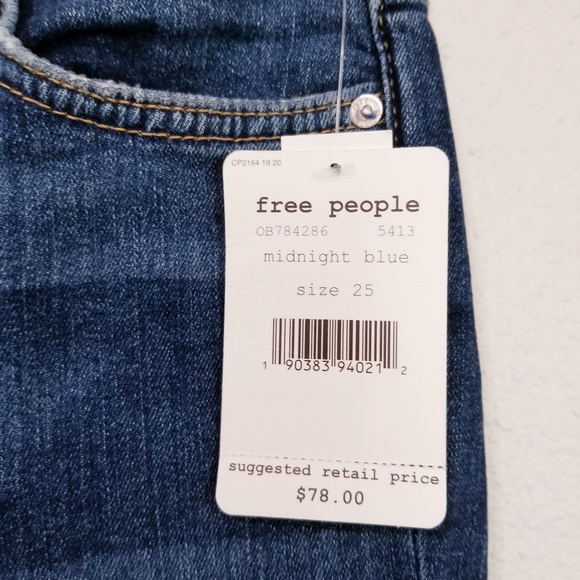 CP2164 19 20
free people
OB784286 5413
midnight blue
size 25
1 90383 94021 2
suggested retail price
$78.00